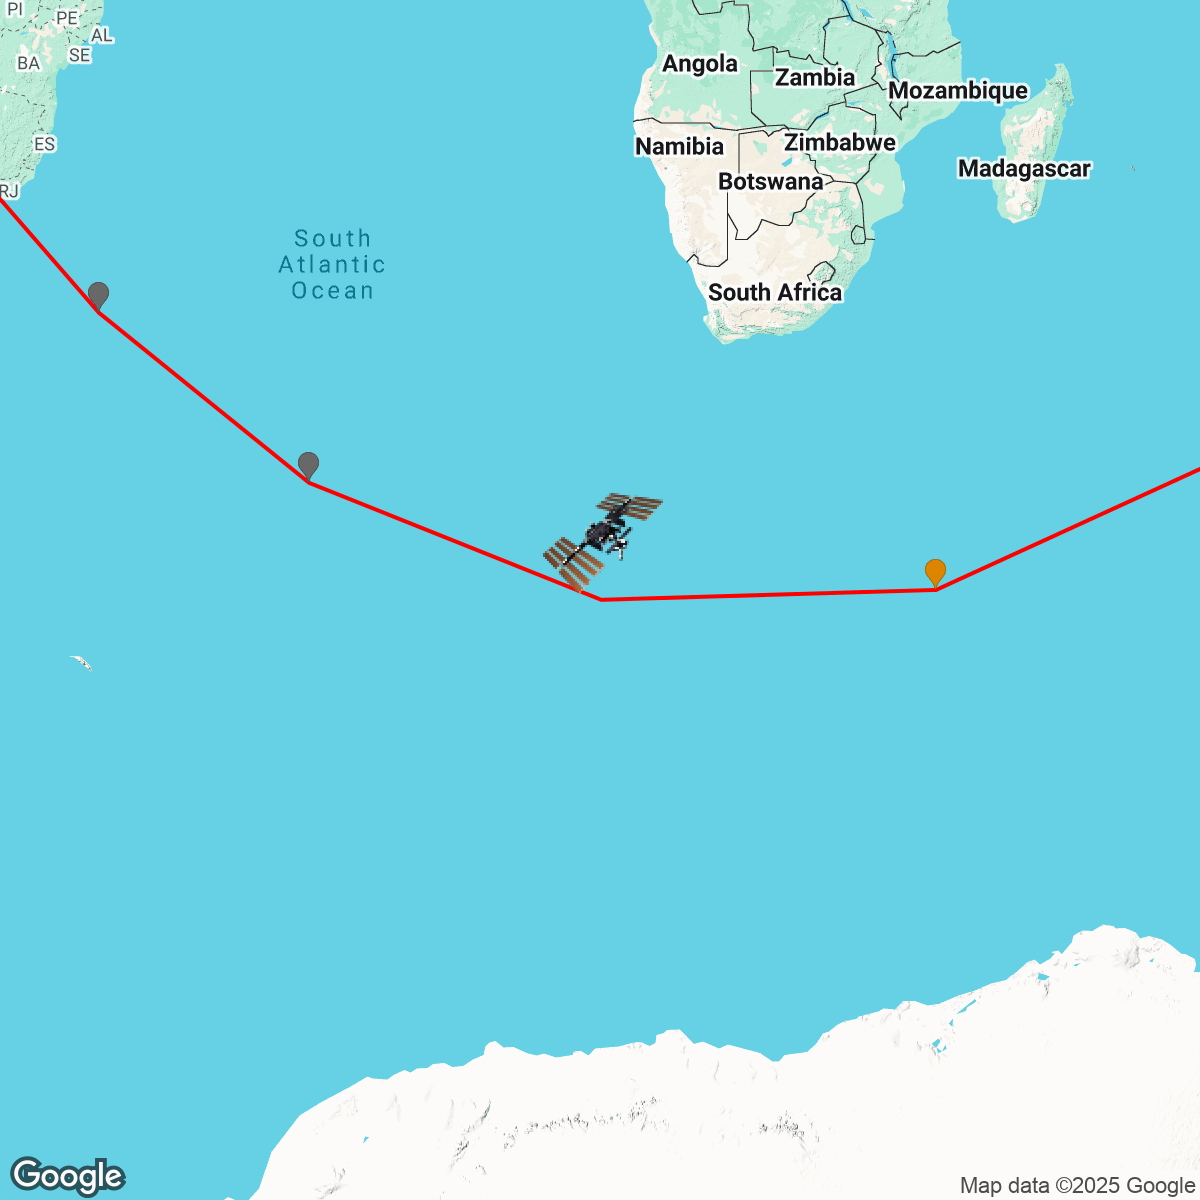 PI
PE
AL
SE
BA
ES
RJ
Angola
Zambia
Mozambique
Namibia
Zimbabwe
Botswana
Madagascar
South
Atlantic
Ocean
South Africa
Google
Map data ©2025 Google